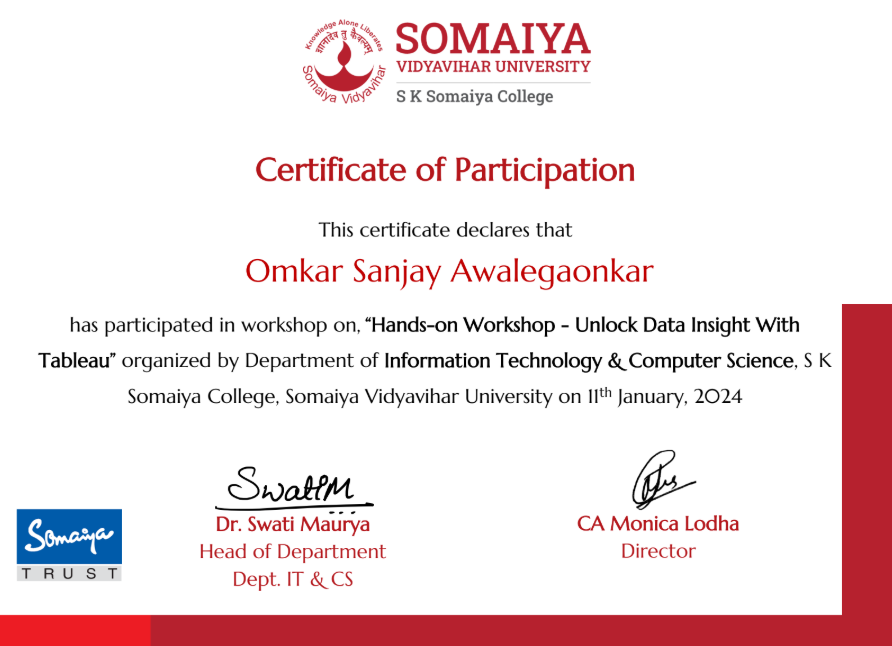 Knowledge Alone Liberates
ज्ञानादेव तु कैवल्यम्
Somaiya Vidyavihar
SOMAIYA
VIDYAVIHAR UNIVERSITY
S K Somaiya College
Certificate of Participation
This certificate declares that
Omkar Sanjay Awalegaonkar
has participated in workshop on, “Hands-on Workshop - Unlock Data Insight With
Tableau” organized by Department of Information Technology & Computer Science, S K
Somaiya College, Somaiya Vidyavihar University on 11th January, 2024
SwatiM
Dr. Swati Maurya
Head of Department
Dept. IT & CS
CA Monica Lodha
Director
Somaiya
TRUST